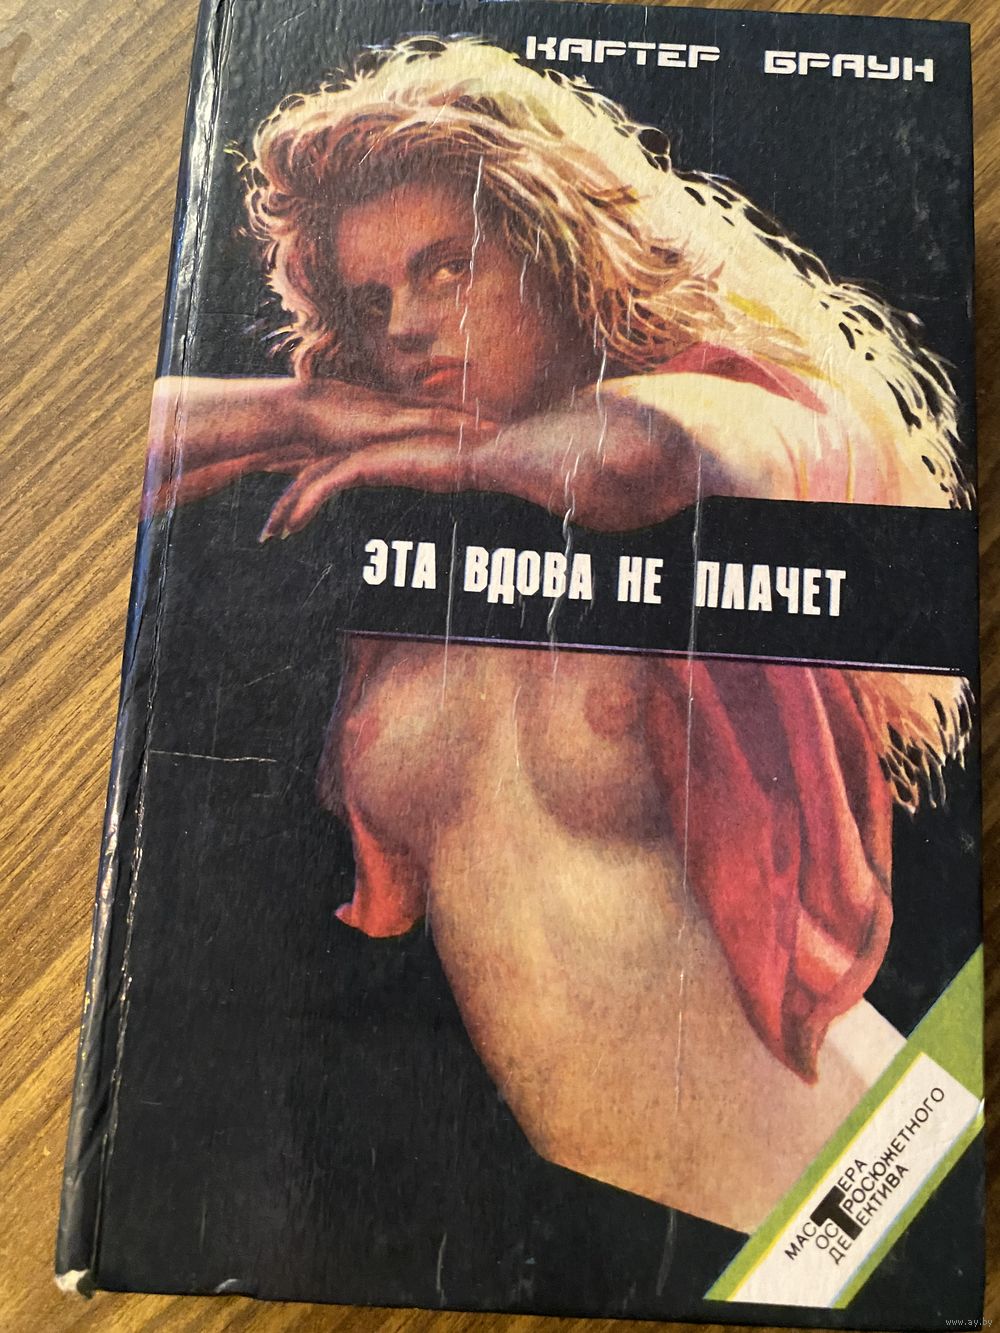 КАРТЕР БРАУН
ЭТА ВДОВА НЕ ПЛАЧЕТ
МАСТЕРА
ОСТРОСЮЖЕТНОГО
ДЕТЕКТИВА
www.ay.by